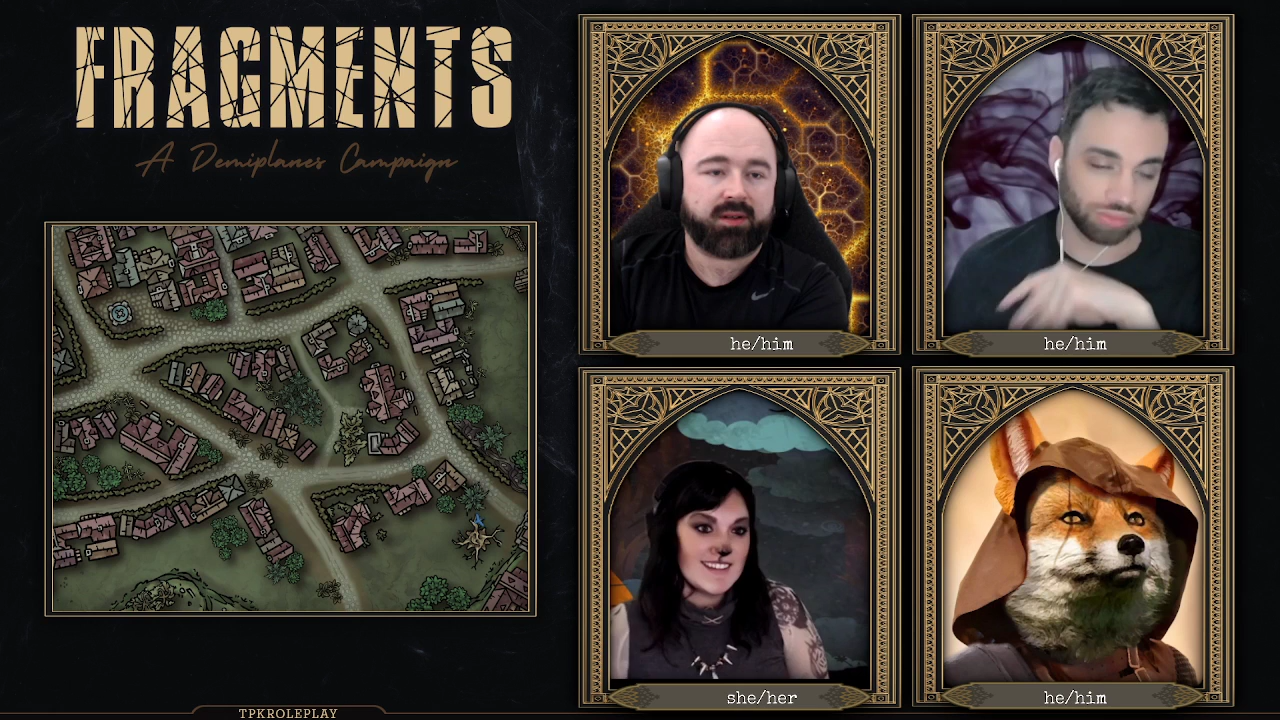 FRAGMENTS
A Demiplanes Campaign
he/him
he/him
she/her
he/him
TPKROLEPLAY